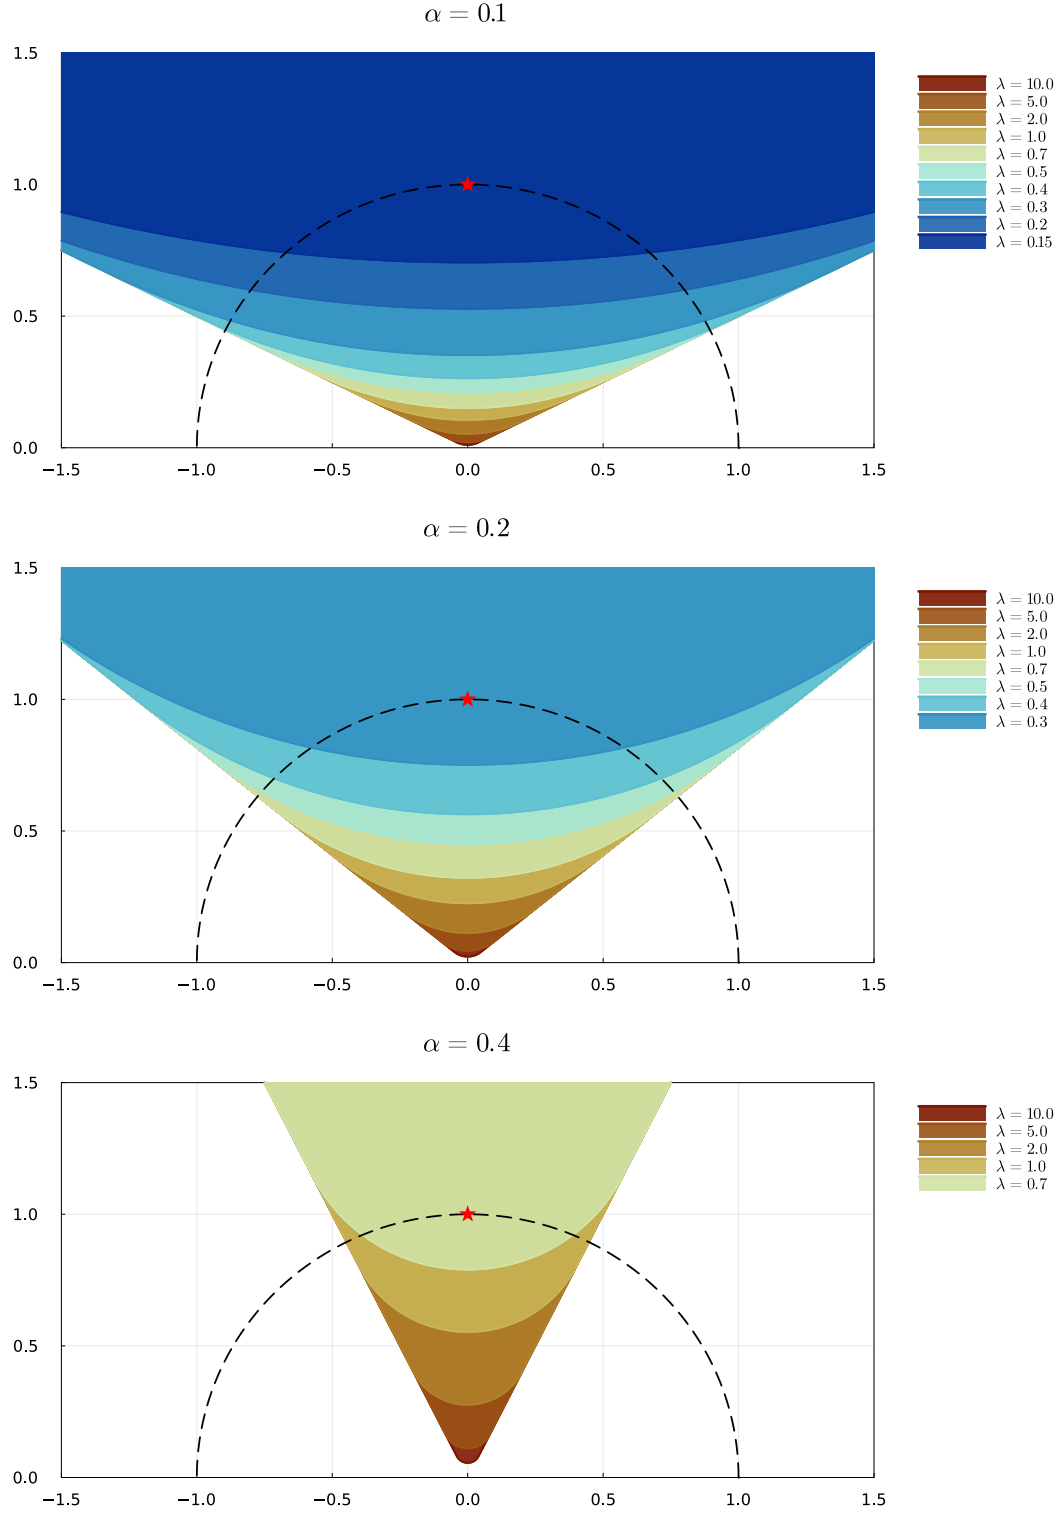 α = 0.1
1.5
1.0
0.5
0.0
−1.5 −1.0 −0.5 0.0 0.5 1.0 1.5
λ = 10.0
λ = 5.0
λ = 2.0
λ = 1.0
λ = 0.7
λ = 0.5
λ = 0.4
λ = 0.3
λ = 0.2
λ = 0.15
α = 0.2
1.5
1.0
0.5
0.0
−1.5 −1.0 −0.5 0.0 0.5 1.0 1.5
λ = 10.0
λ = 5.0
λ = 2.0
λ = 1.0
λ = 0.7
λ = 0.5
λ = 0.4
λ = 0.3
α = 0.4
1.5
1.0
0.5
0.0
−1.5 −1.0 −0.5 0.0 0.5 1.0 1.5
λ = 10.0
λ = 5.0
λ = 2.0
λ = 1.0
λ = 0.7